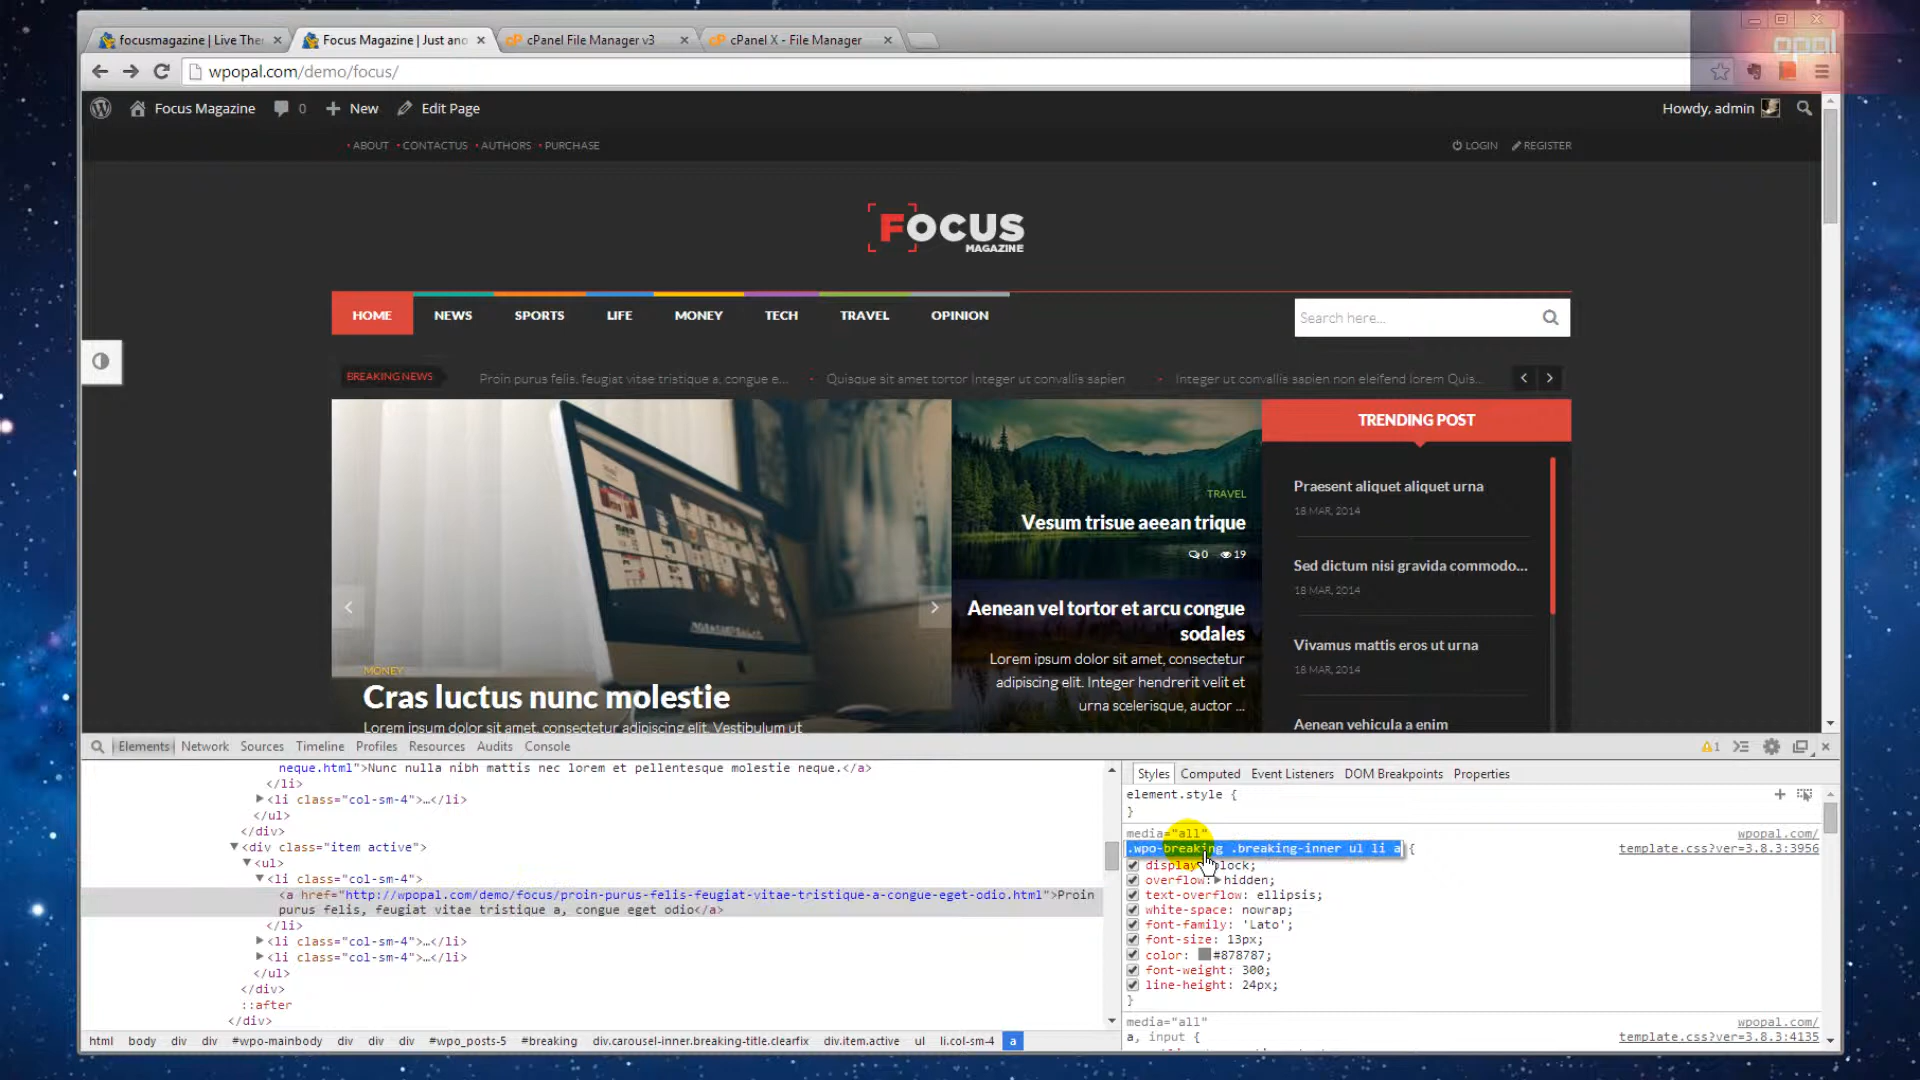 opal
focusmagazine | Live Ther
Focus Magazine | Just ano
cPanel File Manager v3
cPanel X - File Manager
wpopal.com/demo/focus/
Focus Magazine 0 New Edit Page
Howdy, admin
ABOUT CONTACTUS AUTHORS PURCHASE
LOGIN REGISTER
FOCUS
MAGAZINE
HOME NEWS SPORTS LIFE MONEY TECH TRAVEL OPINION
Search here...
BREAKING NEWS
Proin purus felis, feugiat vitae tristique a, congue e...
Quisque sit amet tortor Integer ut convallis sapien
Integer ut convallis sapien non eleifend lorem Quis...
TRENDING POST
Praesent aliquet aliquet urna
18 MAR, 2014
Sed dictum nisi gravida commodo...
18 MAR, 2014
Vivamus mattis eros ut urna
18 MAR, 2014
Aenean vehicula a enim
TRAVEL
Vesum trisue aeean trique
0 19
Aenean vel tortor et arcu congue
sodales
Lorem ipsum dolor sit amet, consectetur
adipiscing elit. Integer hendrerit velit et
urna scelerisque, auctor ...
MONEY
Cras luctus nunc molestie
Lorem ipsum dolor sit amet, consectetur adipiscing elit. Vestibulum ut
Elements Network Sources Timeline Profiles Resources Audits Console
1
neque.html">Nunc nulla nibh mattis nec lorem et pellentesque molestie neque.</a>
</li>
<li class="col-sm-4">…</li>
</ul>
</div>
<div class="item active">
<ul>
<li class="col-sm-4">
<a href="http://wpopal.com/demo/focus/proin-purus-felis-feugiat-vitae-tristique-a-congue-eget-odio.html">Proin
purus felis, feugiat vitae tristique a, congue eget odio</a>
</li>
<li class="col-sm-4">…</li>
<li class="col-sm-4">…</li>
</ul>
</div>
::after
</div>
html body div div #wpo-mainbody div div #wpo_posts-5 #breaking div.carousel-inner.breaking-title.clearfix div.item.active ul li.col-sm-4 a
Styles Computed Event Listeners DOM Breakpoints Properties
element.style {
}
media="all" wpopal.com/
.wpo-breaking .breaking-inner ul li a { template.css?ver=3.8.3:3956
display: block;
overflow: hidden;
text-overflow: ellipsis;
white-space: nowrap;
font-family: 'Lato';
font-size: 13px;
color: #878787;
font-weight: 300;
line-height: 24px;
}
media="all" wpopal.com/
a, input { template.css?ver=3.8.3:4135